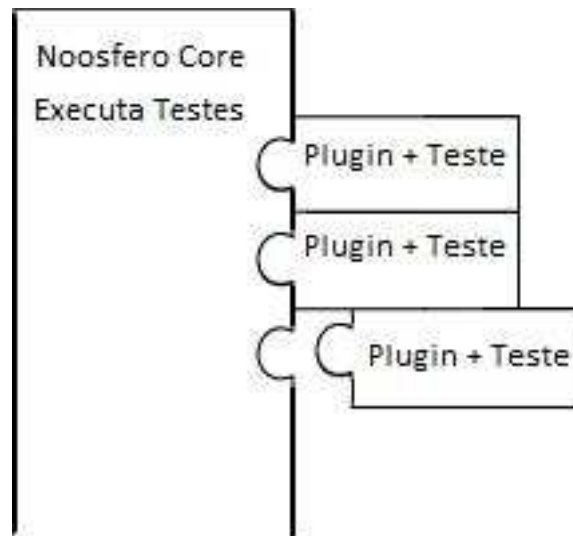 Noosfero Core
Executa Testes
Plugin + Teste
Plugin + Teste
Plugin + Teste